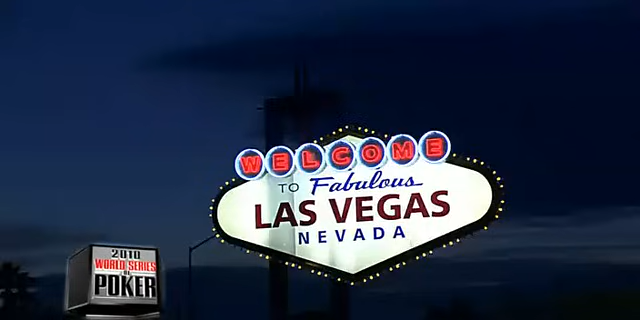 WELCOME
TO Fabulous
LAS VEGAS
NEVADA
2010
WORLD SERIES
OF
POKER